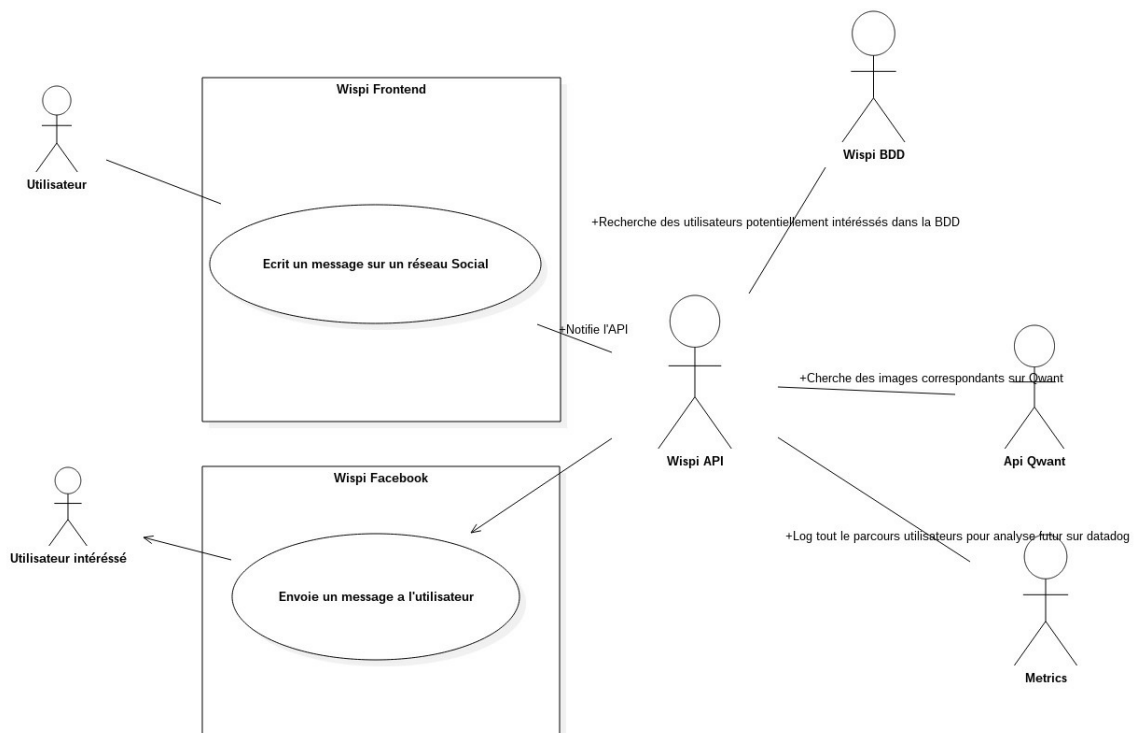 Wispi Frontend
Utilisateur
Wispi BDD
+Recherche des utilisateurs potentiellement intéréssés dans la BDD
Ecrit un message sur un réseau Social
+Notifie l'API
+Cherche des images correspondants sur Qwant
Wispi API
Api Qwant
Wispi Facebook
Utilisateur intéréssé
+Log tout le parcours utilisateurs pour analyse futur sur datadog
Envoie un message a l'utilisateur
Metrics